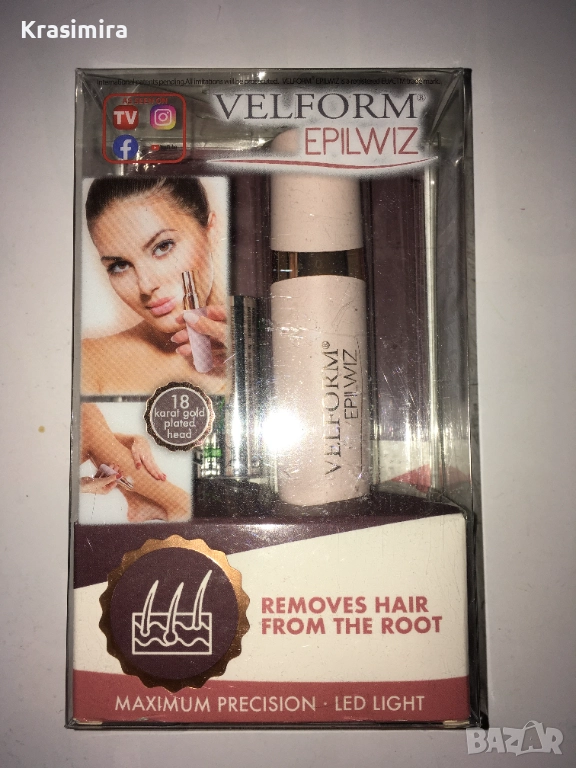 Krasimira
VELFORM®
EPILWIZ
TV
18
karat gold
plated
head
VELFORM®
EPILWIZ
REMOVES HAIR
FROM THE ROOT
MAXIMUM PRECISION · LED LIGHT
BAZAR